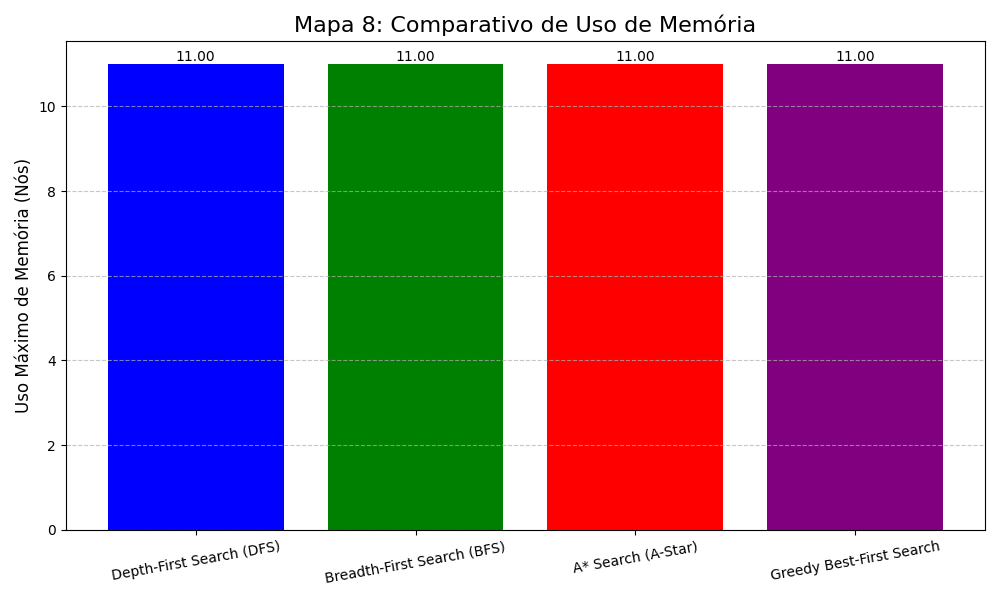 Mapa 8: Comparativo de Uso de Memória
11.00 11.00 11.00 11.00
Uso Máximo de Memória (Nós)
10
8
6
4
2
0
Depth-First Search (DFS) Breadth-First Search (BFS) A* Search (A-Star) Greedy Best-First Search